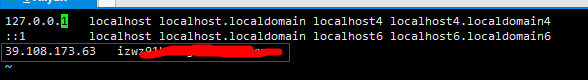 127.0.0.1 localhost localhost.localdomain localhost4 localhost4.localdomain4
::1 localhost localhost.localdomain localhost6 localhost6.localdomain6
39.108.173.63
~